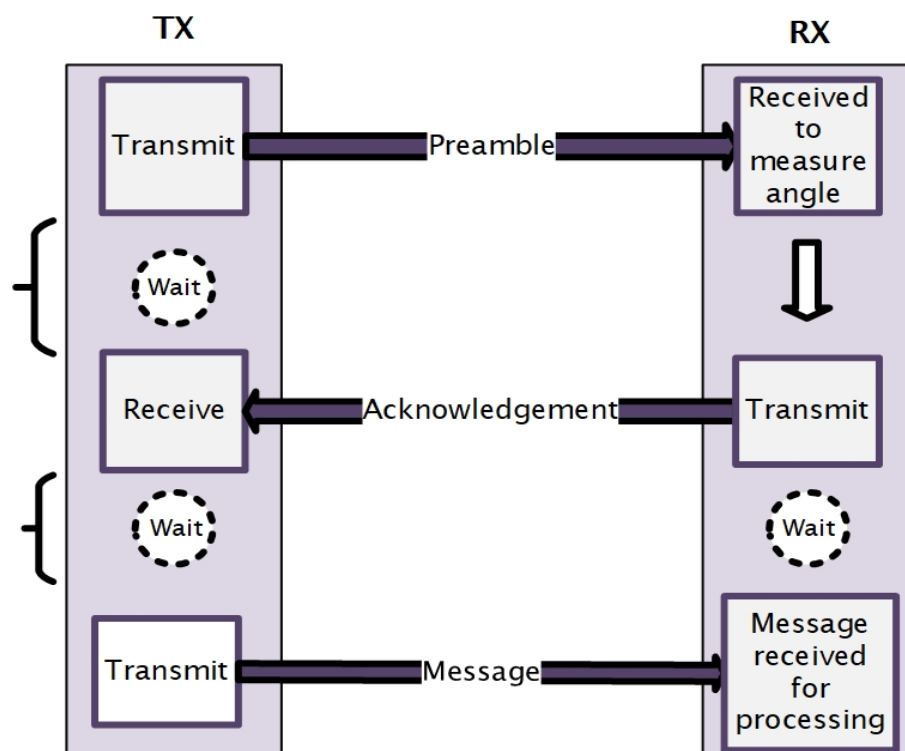 TX
RX
Transmit
Preamble
Received
to
measure
angle
Wait
Receive
Acknowledgement
Transmit
Wait
Wait
Transmit
Message
Message
received
for
processing